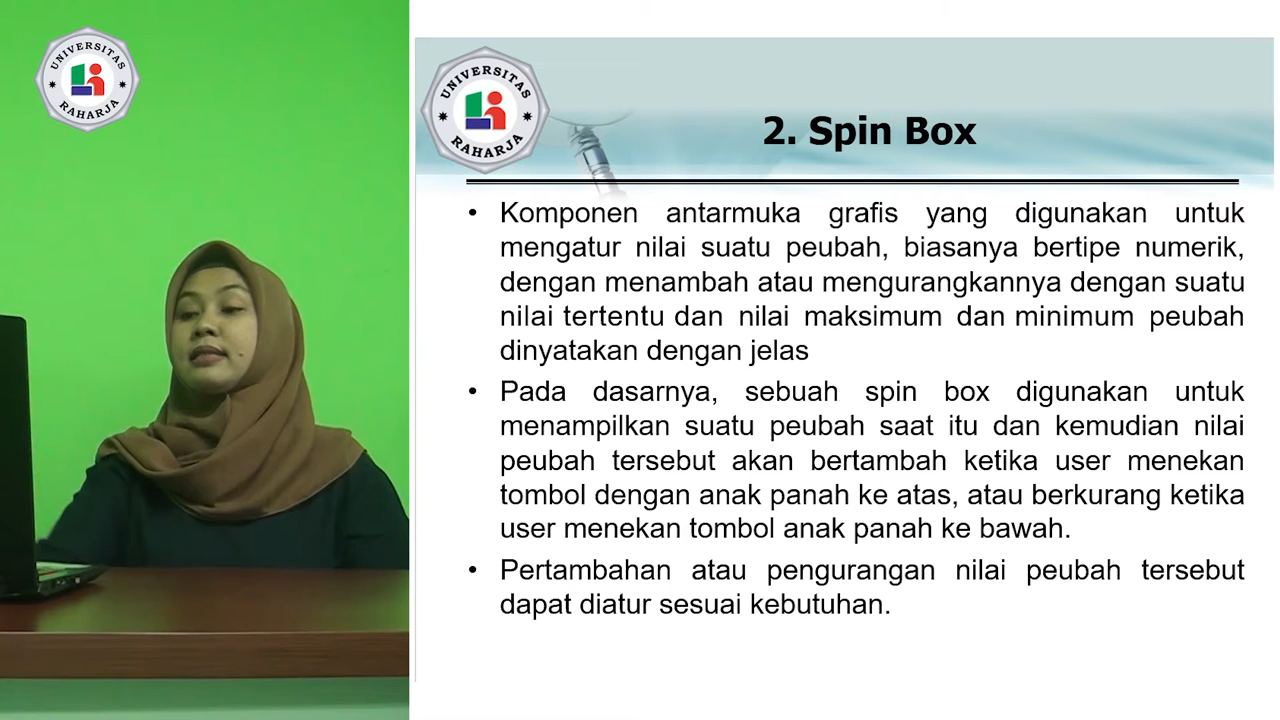 UNIVERSITAS
RAHARJA
UNIVERSITAS
RAHARJA
2. Spin Box
• Komponen antarmuka grafis yang digunakan untuk
mengatur nilai suatu peubah, biasanya bertipe numerik,
dengan menambah atau mengurangkannya dengan suatu
nilai tertentu dan nilai maksimum dan minimum peubah
dinyatakan dengan jelas
• Pada dasarnya, sebuah spin box digunakan untuk
menampilkan suatu peubah saat itu dan kemudian nilai
peubah tersebut akan bertambah ketika user menekan
tombol dengan anak panah ke atas, atau berkurang ketika
user menekan tombol anak panah ke bawah.
• Pertambahan atau pengurangan nilai peubah tersebut
dapat diatur sesuai kebutuhan.